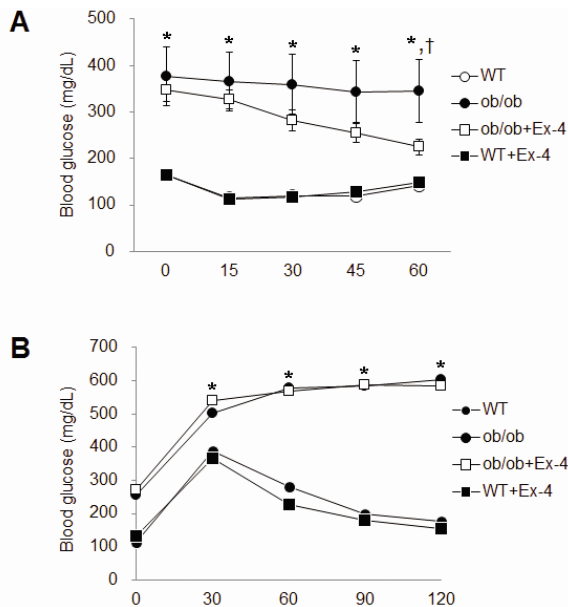 A
500
400
300
200
100
0
Blood glucose (mg/dL)
* * * * *,†
WT
ob/ob
ob/ob+Ex-4
WT+Ex-4
0 15 30 45 60
B
700
600
500
400
300
200
100
0
Blood glucose (mg/dL)
* * * *
WT
ob/ob
ob/ob+Ex-4
WT+Ex-4
0 30 60 90 120